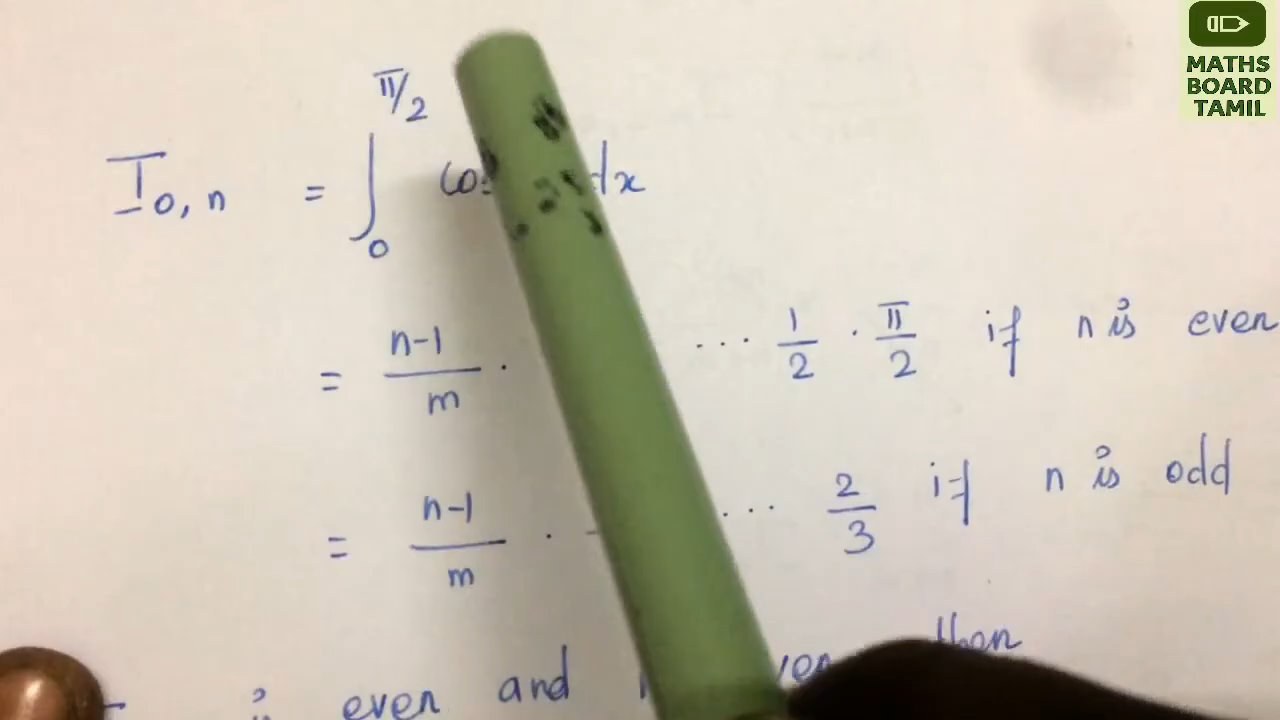 MATHS
BOARD
TAMIL
I₀,ₙ = ∫₀^(π/2) cos dx
= (n-1)/m · ... 1/2 · π/2 if n is even
= (n-1)/m · ... 2/3 if n is odd
is even and then